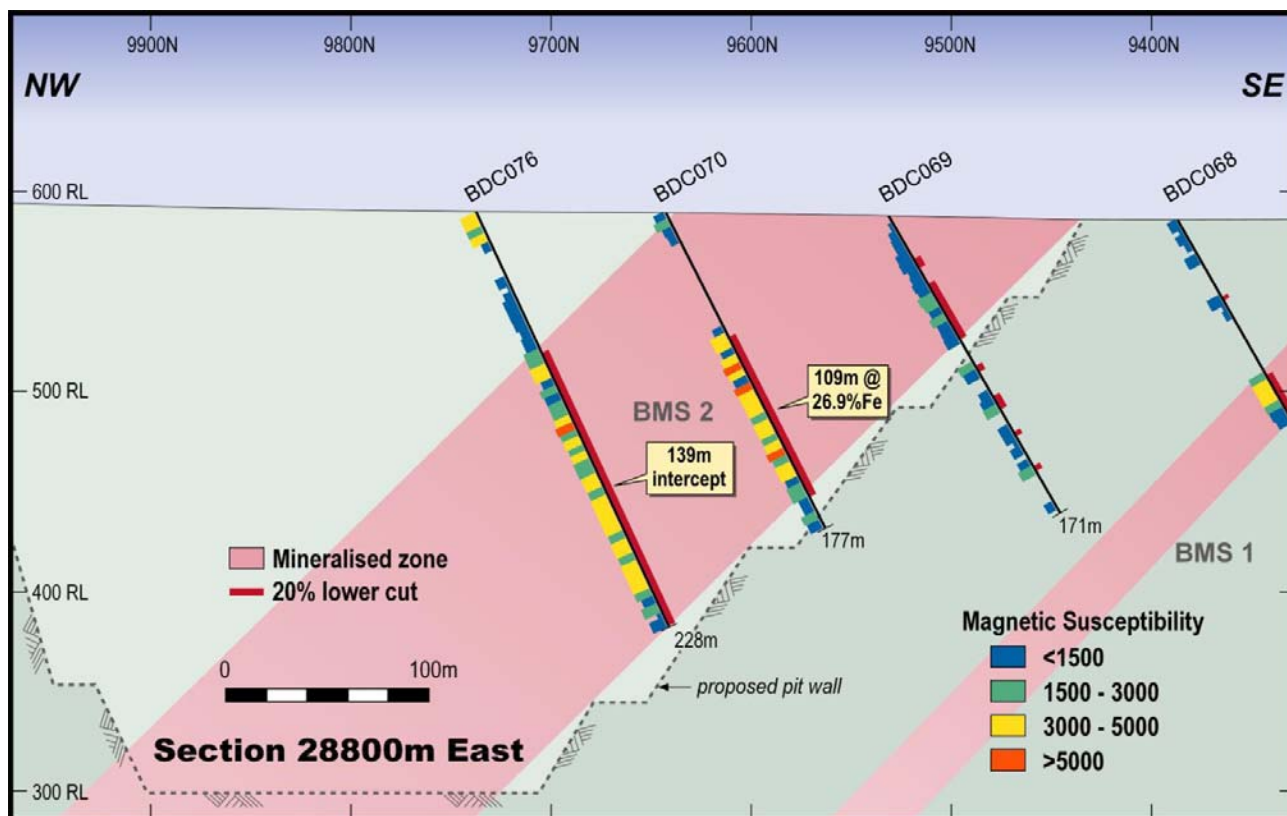 9900N 9800N 9700N 9600N 9500N 9400N
NW SE
BDC076 BDC070 BDC069 BDC068
600 RL
500 RL
109m @
26.9%Fe
BMS 2
139m
intercept
171m
177m
BMS 1
Mineralised zone
400 RL
20% lower cut
228m
Magnetic Susceptibility
0 100m
<1500
proposed pit wall
1500 - 3000
3000 - 5000
Section 28800m East
>5000
300 RL